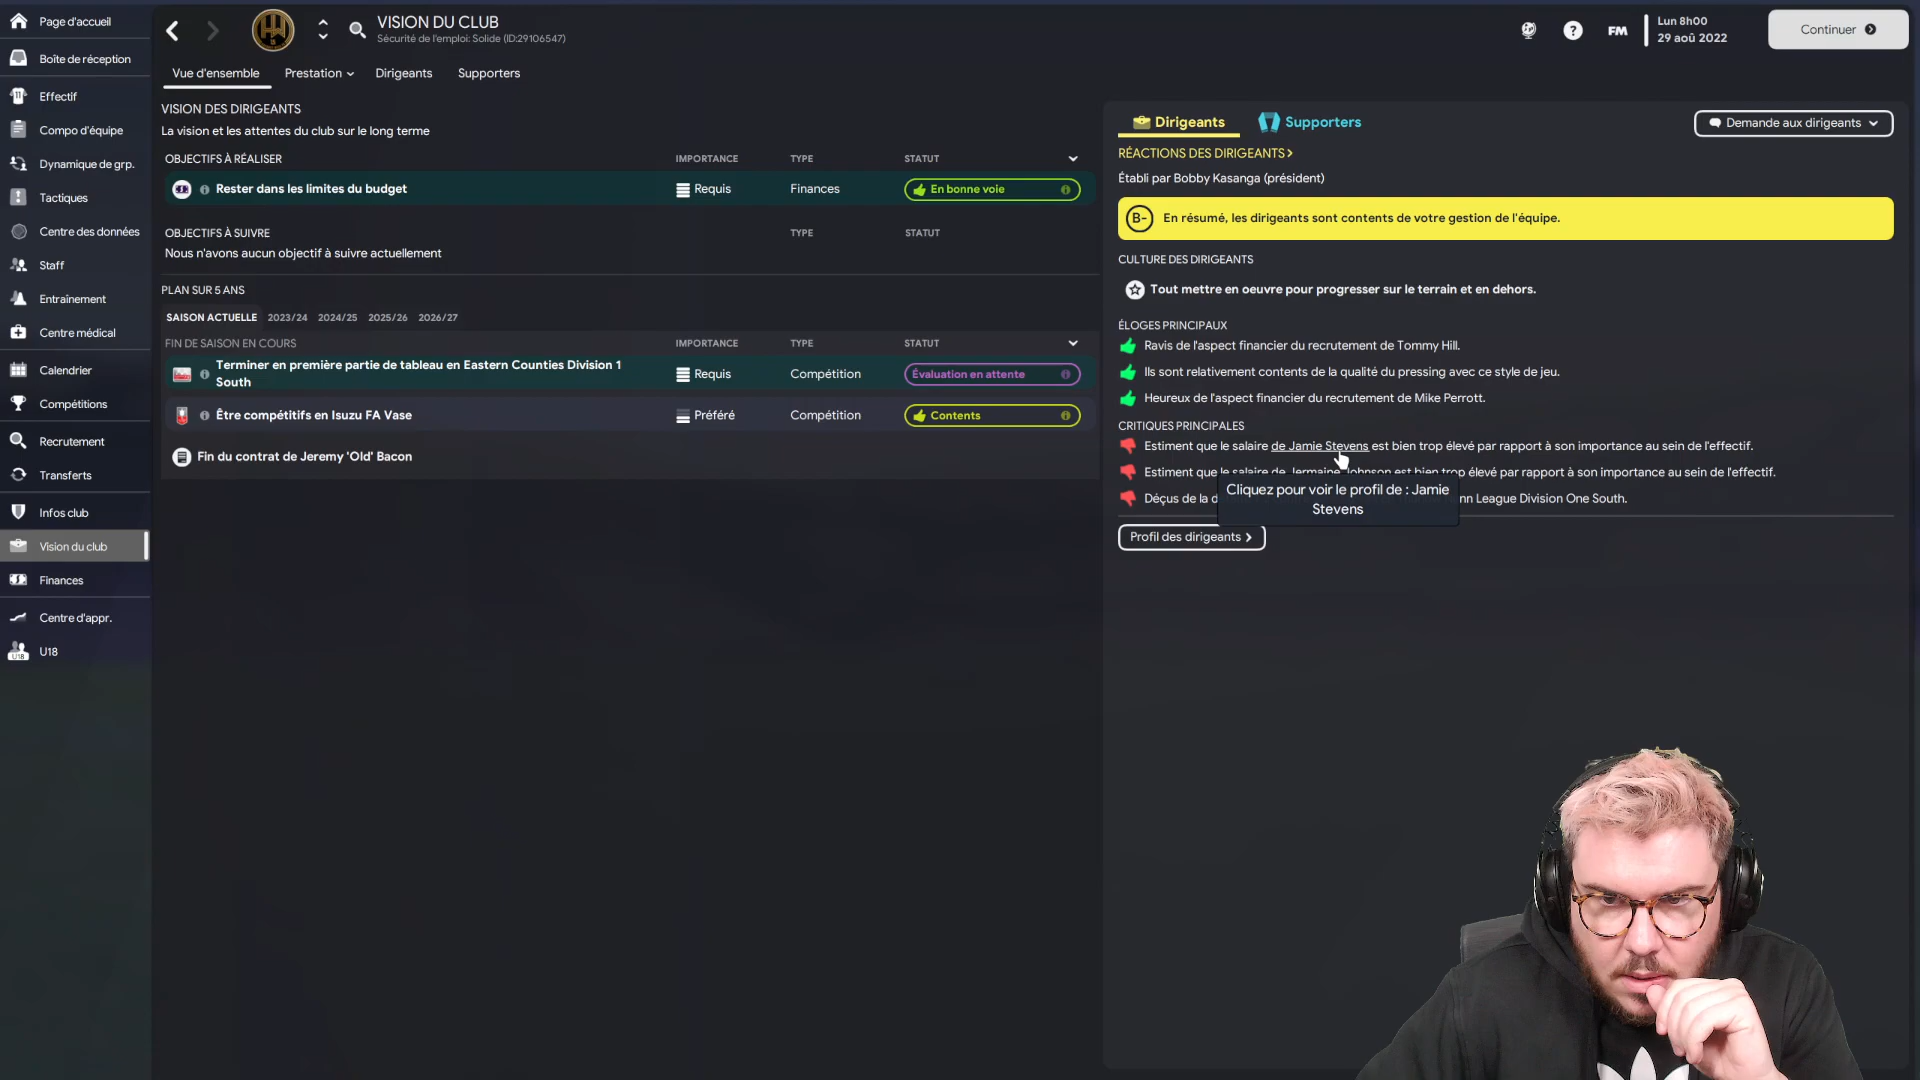 Page d'accueil
Boîte de réception
Effectif
Compo d'équipe
Dynamique de grp.
Tactiques
Centre des données
Staff
Entraînement
Centre médical
Calendrier
Compétitions
Recrutement
Transferts
Infos club
Vision du club
Finances
Centre d'appr.
U18
U18
VISION DU CLUB
Sécurité de l'emploi: Solide (ID:29106547)
FM
Lun 8h00
29 aoû 2022
Continuer
Vue d'ensemble
Prestation
Dirigeants
Supporters
VISION DES DIRIGEANTS
La vision et les attentes du club sur le long terme
OBJECTIFS À RÉALISER IMPORTANCE TYPE STATUT
Rester dans les limites du budget Requis Finances En bonne voie
OBJECTIFS À SUIVRE TYPE STATUT
Nous n'avons aucun objectif à suivre actuellement
PLAN SUR 5 ANS
SAISON ACTUELLE 2023/24 2024/25 2025/26 2026/27
FIN DE SAISON EN COURS IMPORTANCE TYPE STATUT
Terminer en première partie de tableau en Eastern Counties Division 1
South Requis Compétition Évaluation en attente
Être compétitifs en Isuzu FA Vase Préféré Compétition Contents
Fin du contrat de Jeremy 'Old' Bacon
Dirigeants Supporters
Demande aux dirigeants
RÉACTIONS DES DIRIGEANTS >
Établi par Bobby Kasanga (président)
B- En résumé, les dirigeants sont contents de votre gestion de l'équipe.
CULTURE DES DIRIGEANTS
Tout mettre en oeuvre pour progresser sur le terrain et en dehors.
ÉLOGES PRINCIPAUX
Ravis de l'aspect financier du recrutement de Tommy Hill.
Ils sont relativement contents de la qualité du pressing avec ce style de jeu.
Heureux de l'aspect financier du recrutement de Mike Perrott.
CRITIQUES PRINCIPALES
Estiment que le salaire de Jamie Stevens est bien trop élevé par rapport à son importance au sein de l'effectif.
Estiment que le salaire de Jermaine Johnson est bien trop élevé par rapport à son importance au sein de l'effectif.
Déçus de la d nn League Division One South.
Cliquez pour voir le profil de : Jamie
Stevens
Profil des dirigeants >